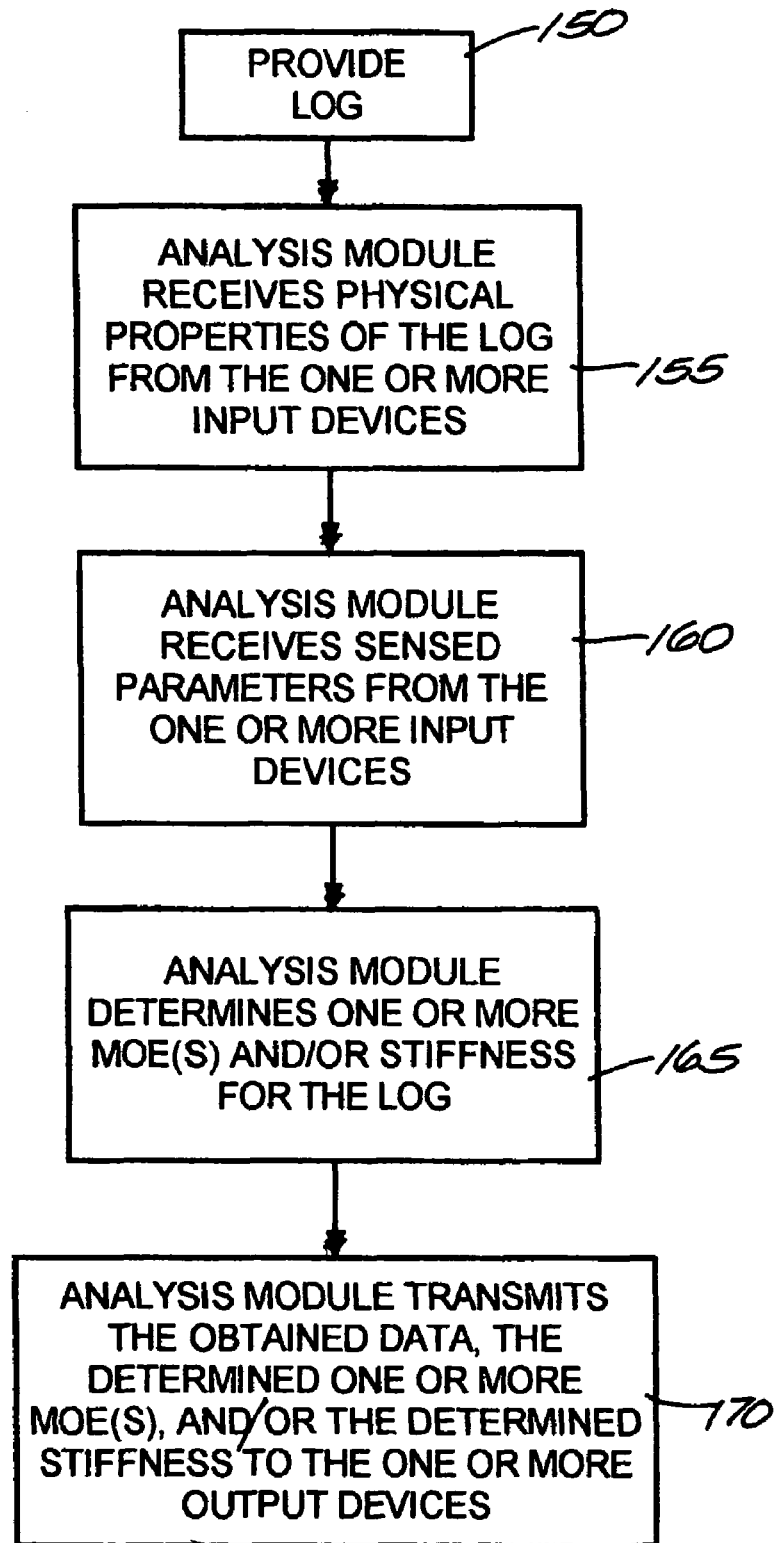 150
PROVIDE
LOG
ANALYSIS MODULE
RECEIVES PHYSICAL
PROPERTIES OF THE LOG
FROM THE ONE OR MORE
INPUT DEVICES
155
ANALYSIS MODULE
RECEIVES SENSED
PARAMETERS FROM THE
ONE OR MORE INPUT
DEVICES
160
ANALYSIS MODULE
DETERMINES ONE OR MORE
MOE(S) AND/OR STIFFNESS
FOR THE LOG
165
ANALYSIS MODULE TRANSMITS
THE OBTAINED DATA, THE
DETERMINED ONE OR MORE
MOE(S), AND/OR THE DETERMINED
STIFFNESS TO THE ONE OR MORE
OUTPUT DEVICES
170